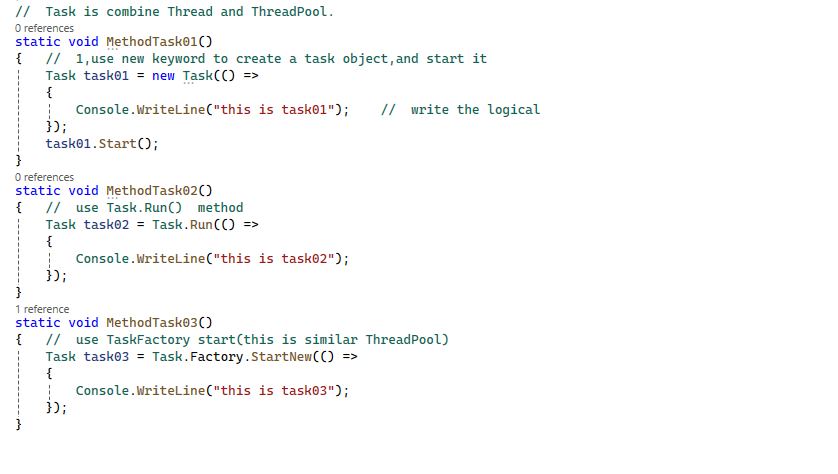 //  Task is combine Thread and ThreadPool.
0 references
static void MethodTask01()
{   //  1,use new keyword to create a task object,and start it
    Task task01 = new Task(() =>
    {
        Console.WriteLine("this is task01");    //  write the logical
    });
    task01.Start();
}
0 references
static void MethodTask02()
{   //  use Task.Run()  method
    Task task02 = Task.Run(() =>
    {
        Console.WriteLine("this is task02");
    });
}
1 reference
static void MethodTask03()
{   //  use TaskFactory start(this is similar ThreadPool)
    Task task03 = Task.Factory.StartNew(() =>
    {
        Console.WriteLine("this is task03");
    });
}